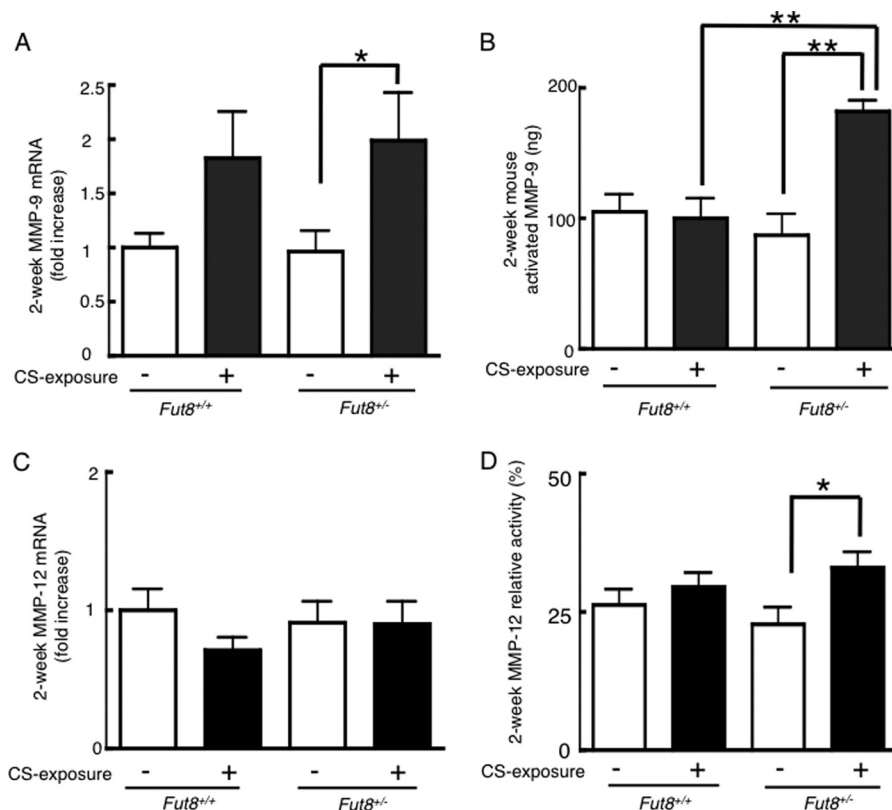 A
2-week MMP-9 mRNA
(fold increase)
2.5
2
1.5
1
0.5
0
*
CS-exposure - + - +
Fut8+/+ Fut8+/-
B
2-week mouse
activated MMP-9 (ng)
200
100
0
**
**
CS-exposure - + - +
Fut8+/+ Fut8+/-
C
2-week MMP-12 mRNA
(fold increase)
2
1
0
CS-exposure - + - +
Fut8+/+ Fut8+/-
D
2-week MMP-12 relative activity (%)
50
25
0
*
CS-exposure - + - +
Fut8+/+ Fut8+/-